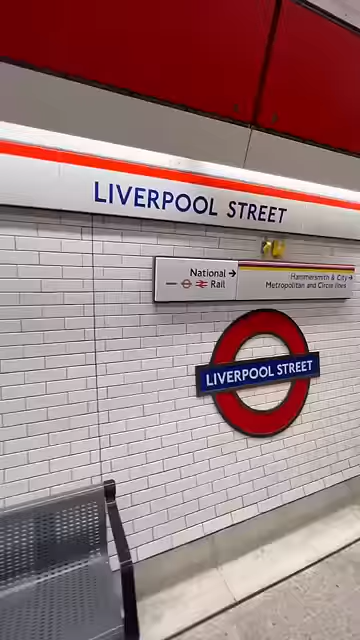 LIVERPOOL STREET
National →
Rail
Hammersmith & City →
Metropolitan and Circle lines
LIVERPOOL STREET